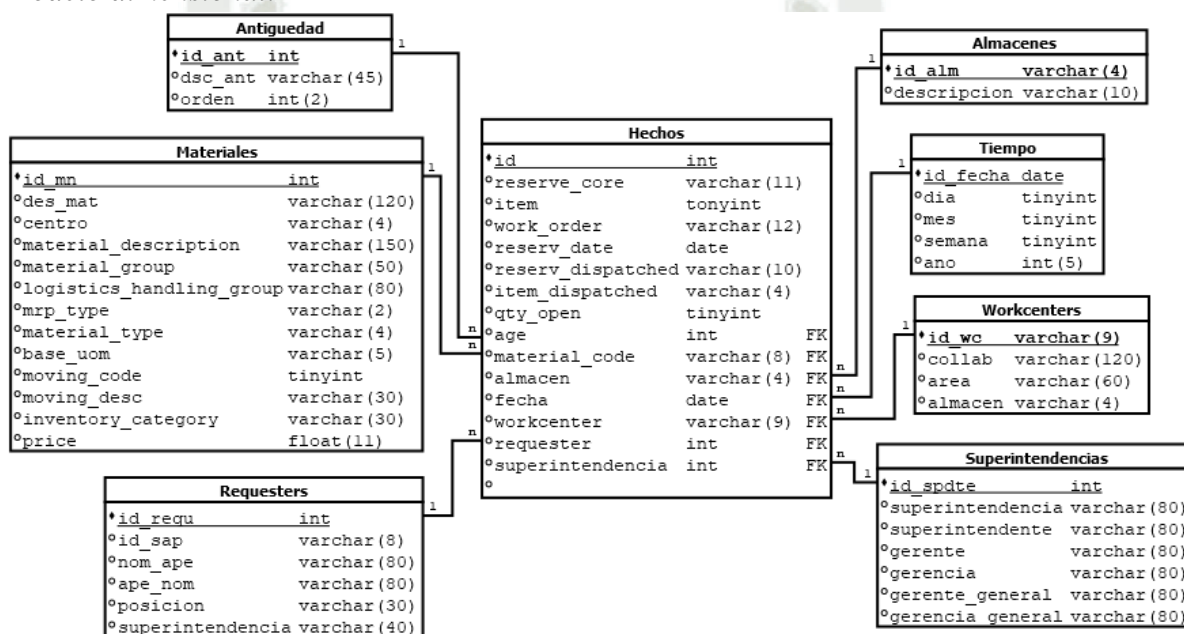 Antiguedad
id_ant int
dsc_ant varchar(45)
orden int(2)
1
Materiales
id_mn int
des_mat varchar(120)
centro varchar(4)
material_description varchar(150)
material_group varchar(50)
logistics_handling_group varchar(80)
mrp_type varchar(2)
material_type varchar(4)
base_uom varchar(5)
moving_code tinyint
moving_desc varchar(30)
inventory_category varchar(30)
price float(11)
1
Requesters
id_requ int
id_sap varchar(8)
nom_ape varchar(80)
ape_nom varchar(80)
posicion varchar(30)
superintendencia varchar(40)
1
Hechos
id int
reserve_core varchar(11)
item tonyint
work_order varchar(12)
reserv_date date
reserv_dispatched varchar(10)
item_dispatched varchar(4)
qty_open tinyint
n age int FK
n material_code varchar(8) FK
almacen varchar(4) FK n
fecha date FK n
workcenter varchar(9) FK n
n requester int FK
superintendencia int FK n
Almacenes
1 id_alm varchar(4)
descripcion varchar(10)
Tiempo
1 id_fecha date
dia tinyint
mes tinyint
semana tinyint
ano int(5)
Workcenters
1 id_wc varchar(9)
collab varchar(120)
area varchar(60)
almacen varchar(4)
Superintendencias
1 id_spdte int
superintendencia varchar(80)
superintendente varchar(80)
gerente varchar(80)
gerencia varchar(80)
gerente_general varchar(80)
gerencia_general varchar(80)